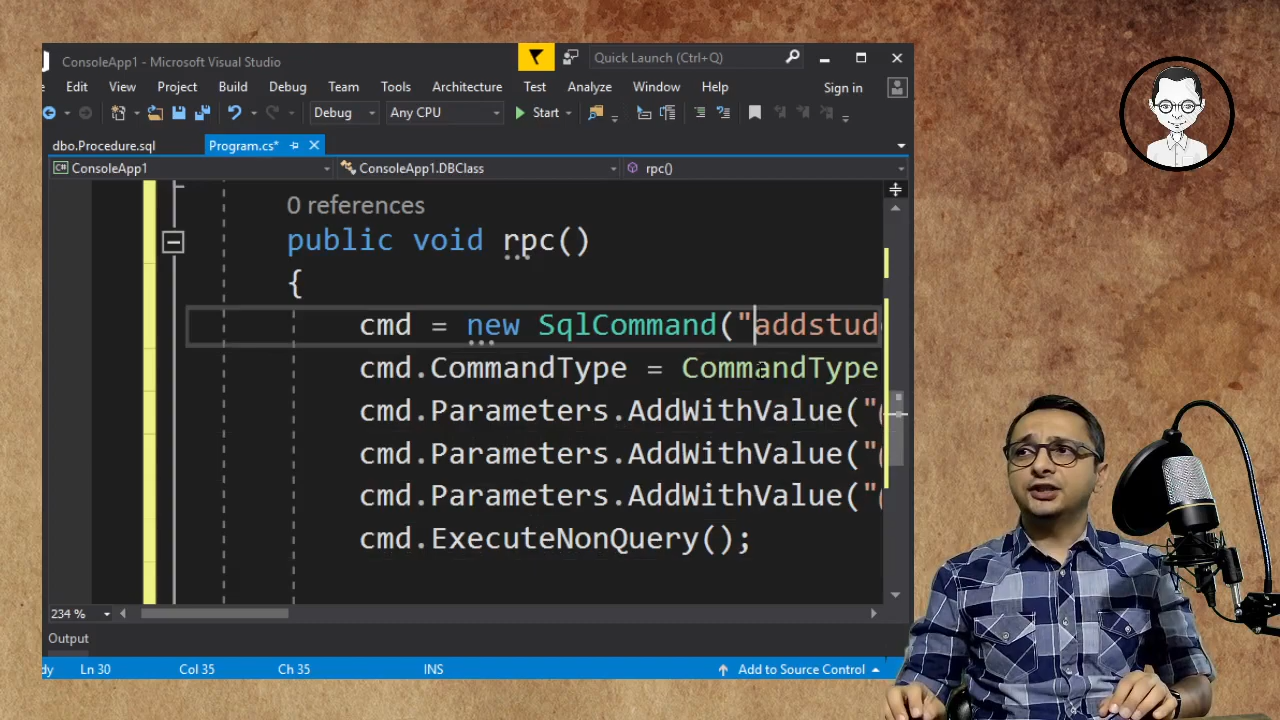 ConsoleApp1 - Microsoft Visual Studio
Quick Launch (Ctrl+Q)
Edit View Project Build Debug Team Tools Architecture Test Analyze Window Help Sign in
Debug Any CPU Start
dbo.Procedure.sql Program.cs*
ConsoleApp1 ConsoleApp1.DBClass rpc()
0 references
public void rpc()
{
cmd = new SqlCommand("addstud
cmd.CommandType = CommandType
cmd.Parameters.AddWithValue("
cmd.Parameters.AddWithValue("
cmd.Parameters.AddWithValue("
cmd.ExecuteNonQuery();
234 %
Output
Ln 30 Col 35 Ch 35 INS Add to Source Control